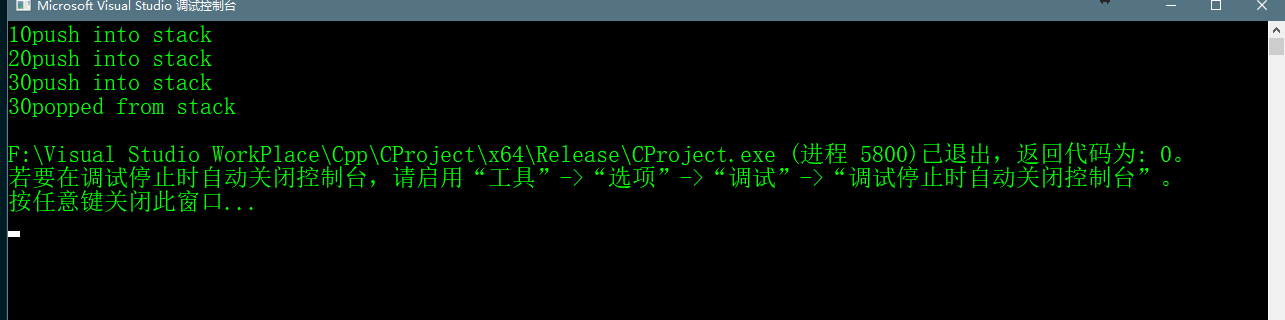 Microsoft Visual Studio 调试控制台
10push into stack
20push into stack
30push into stack
30popped from stack
F:\Visual Studio WorkPlace\Cpp\CProject\x64\Release\CProject.exe (进程 5800)已退出，返回代码为: 0。
若要在调试停止时自动关闭控制台，请启用“工具”->“选项”->“调试”->“调试停止时自动关闭控制台”。
按任意键关闭此窗口...